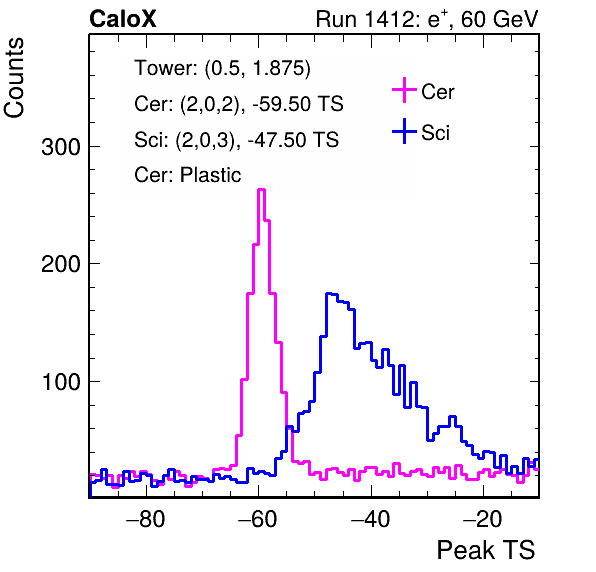 CaloX Run 1412: e⁺, 60 GeV
Counts
Tower: (0.5, 1.875)
Cer: (2,0,2), -59.50 TS
Sci: (2,0,3), -47.50 TS
Cer: Plastic
Cer
Sci
300
200
100
−80 −60 −40 −20
Peak TS